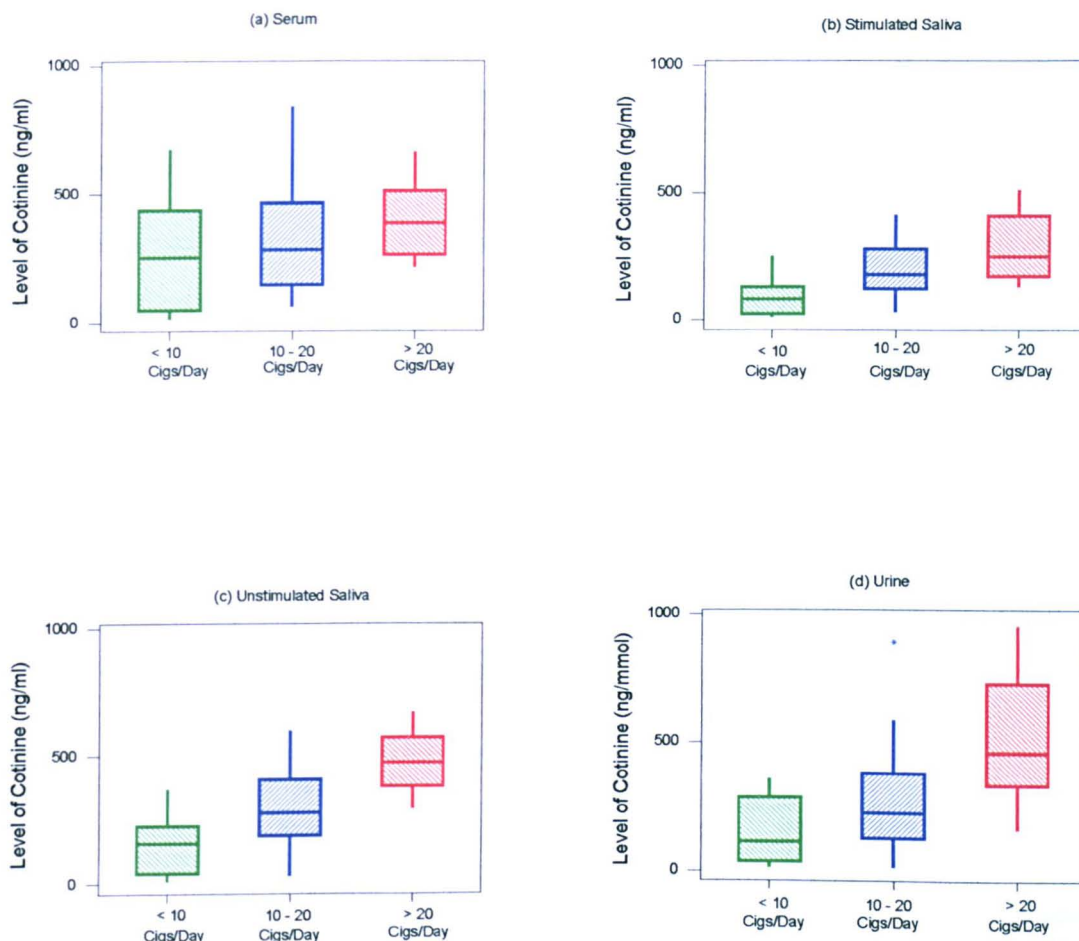 (a) Serum
Level of Cotinine (ng/ml)
1000
500
0
< 10
Cigs/Day
10 - 20
Cigs/Day
> 20
Cigs/Day
(b) Stimulated Saliva
Level of Cotinine (ng/ml)
1000
500
0
< 10
Cigs/Day
10 - 20
Cigs/Day
> 20
Cigs/Day
(c) Unstimulated Saliva
Level of Cotinine (ng/ml)
1000
500
0
< 10
Cigs/Day
10 - 20
Cigs/Day
> 20
Cigs/Day
(d) Urine
Level of Cotinine (ng/mmol)
1000
500
0
< 10
Cigs/Day
10 - 20
Cigs/Day
> 20
Cigs/Day